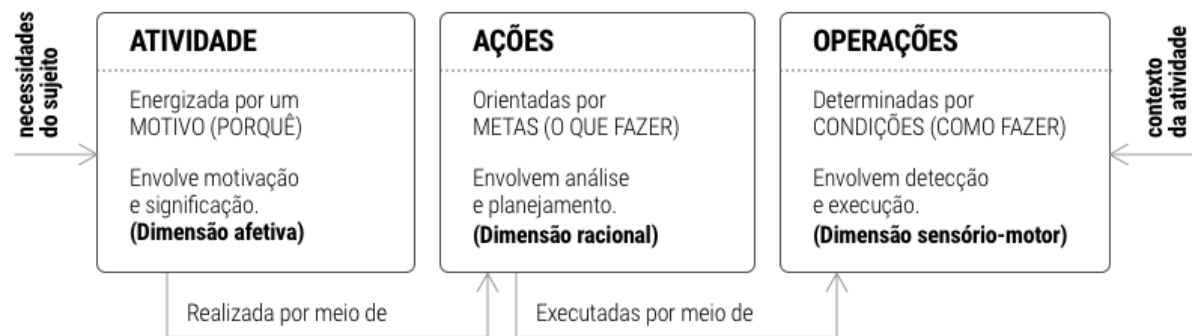 necessidades
do sujeito
ATIVIDADE
Energizada por um
MOTIVO (PORQUÊ)
Envolve motivação
e significação.
(Dimensão afetiva)
AÇÕES
Orientadas por
METAS (O QUE FAZER)
Envolvem análise
e planejamento.
(Dimensão racional)
OPERAÇÕES
Determinadas por
CONDIÇÕES (COMO FAZER)
Envolvem detecção
e execução.
(Dimensão sensório-motor)
contexto
da atividade
Realizada por meio de
Executadas por meio de